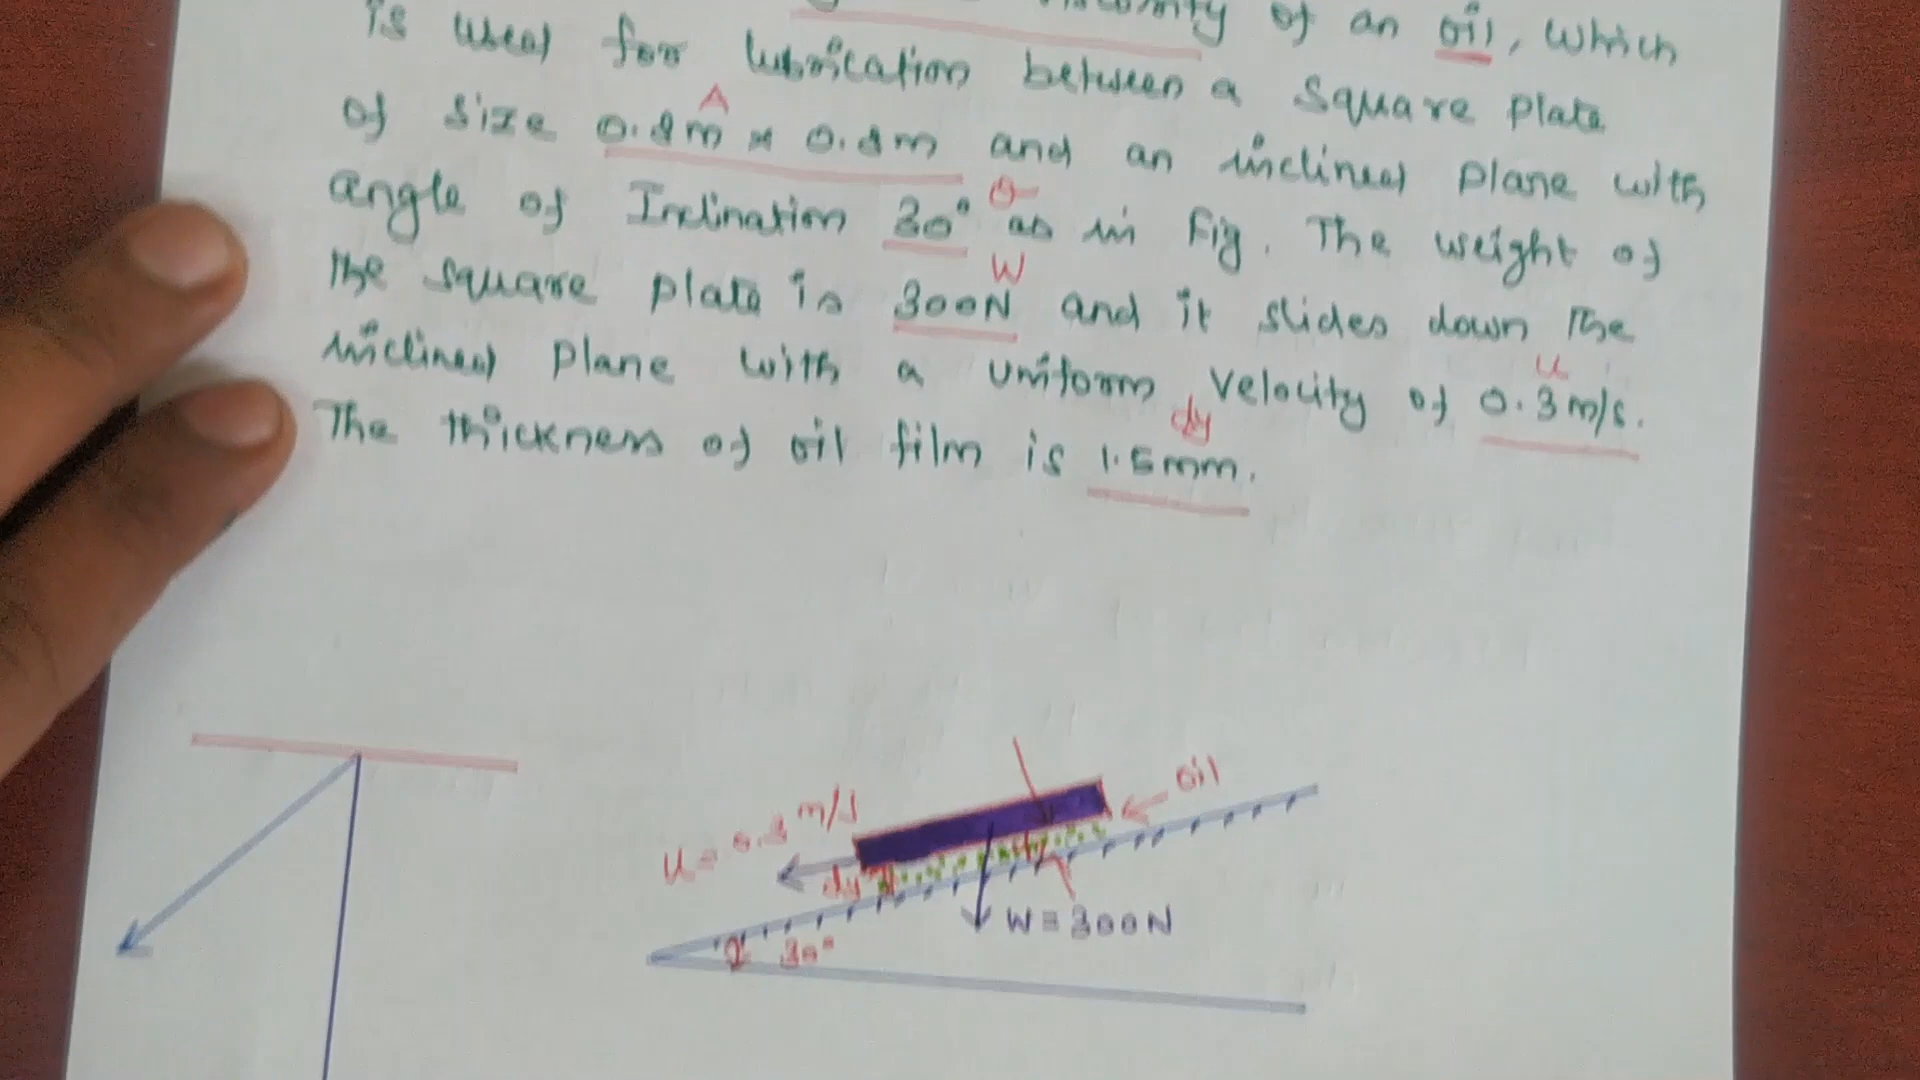 of an oil, which
is used for lubrication between a square plate
of size 0.8m x 0.8m and an inclined plane with
A
angle of Inclination 30° as in fig. The weight of
θ
the square plate is 300N and it slides down the
W
inclined plane with a uniform velocity of 0.3 m/s.
u
The thickness of oil film is 1.5mm.
dy
oil
U = 0.3 m/s
dy
W = 300N
30°